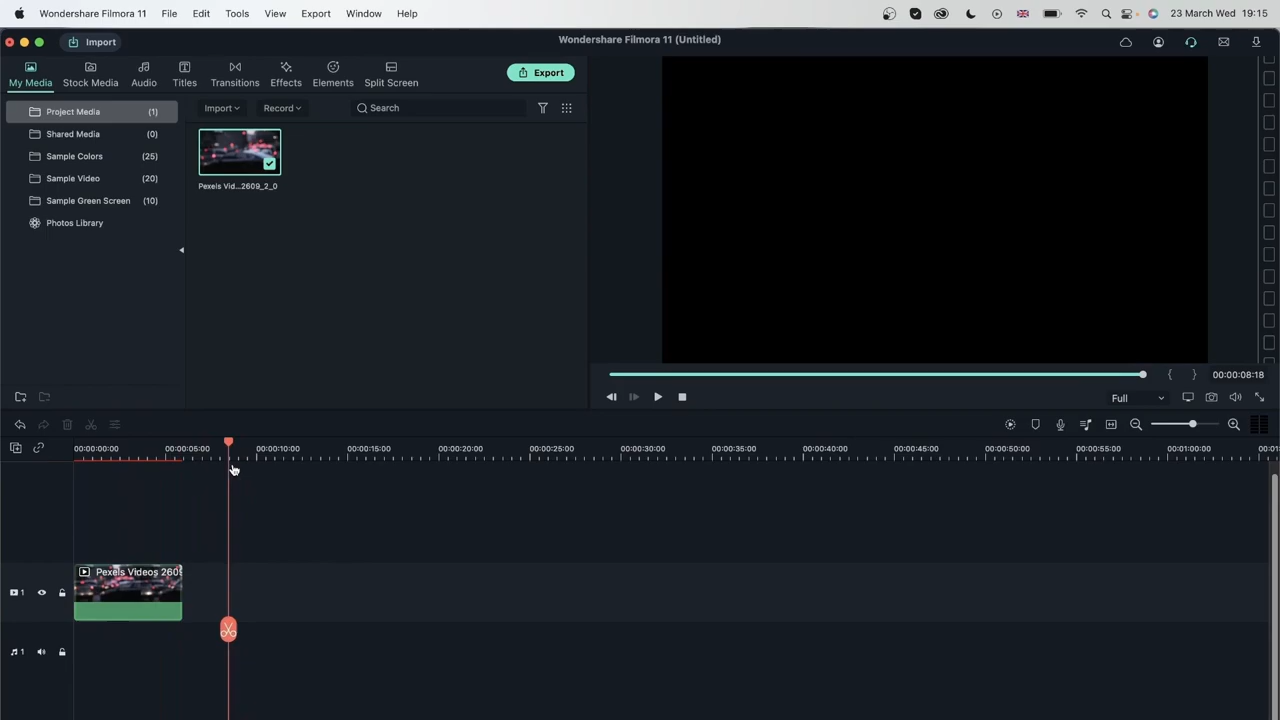 Wondershare Filmora 11 File Edit Tools View Export Window Help 23 March Wed 19:15
Import Wondershare Filmora 11 (Untitled)
My Media Stock Media Audio Titles Transitions Effects Elements Split Screen Export
Project Media (1) Import Record Search
Shared Media (0)
Sample Colors (25)
Sample Video (20)
Pexels Vid...2609_2_0
Sample Green Screen (10)
Photos Library
{ } 00:00:08:18
Full
00:00:00:00 00:00:05:00 00:00:10:00 00:00:15:00 00:00:20:00 00:00:25:00 00:00:30:00 00:00:35:00 00:00:40:00 00:00:45:00 00:00:50:00 00:00:55:00 00:01:00:00
Pexels Videos 260
1
1